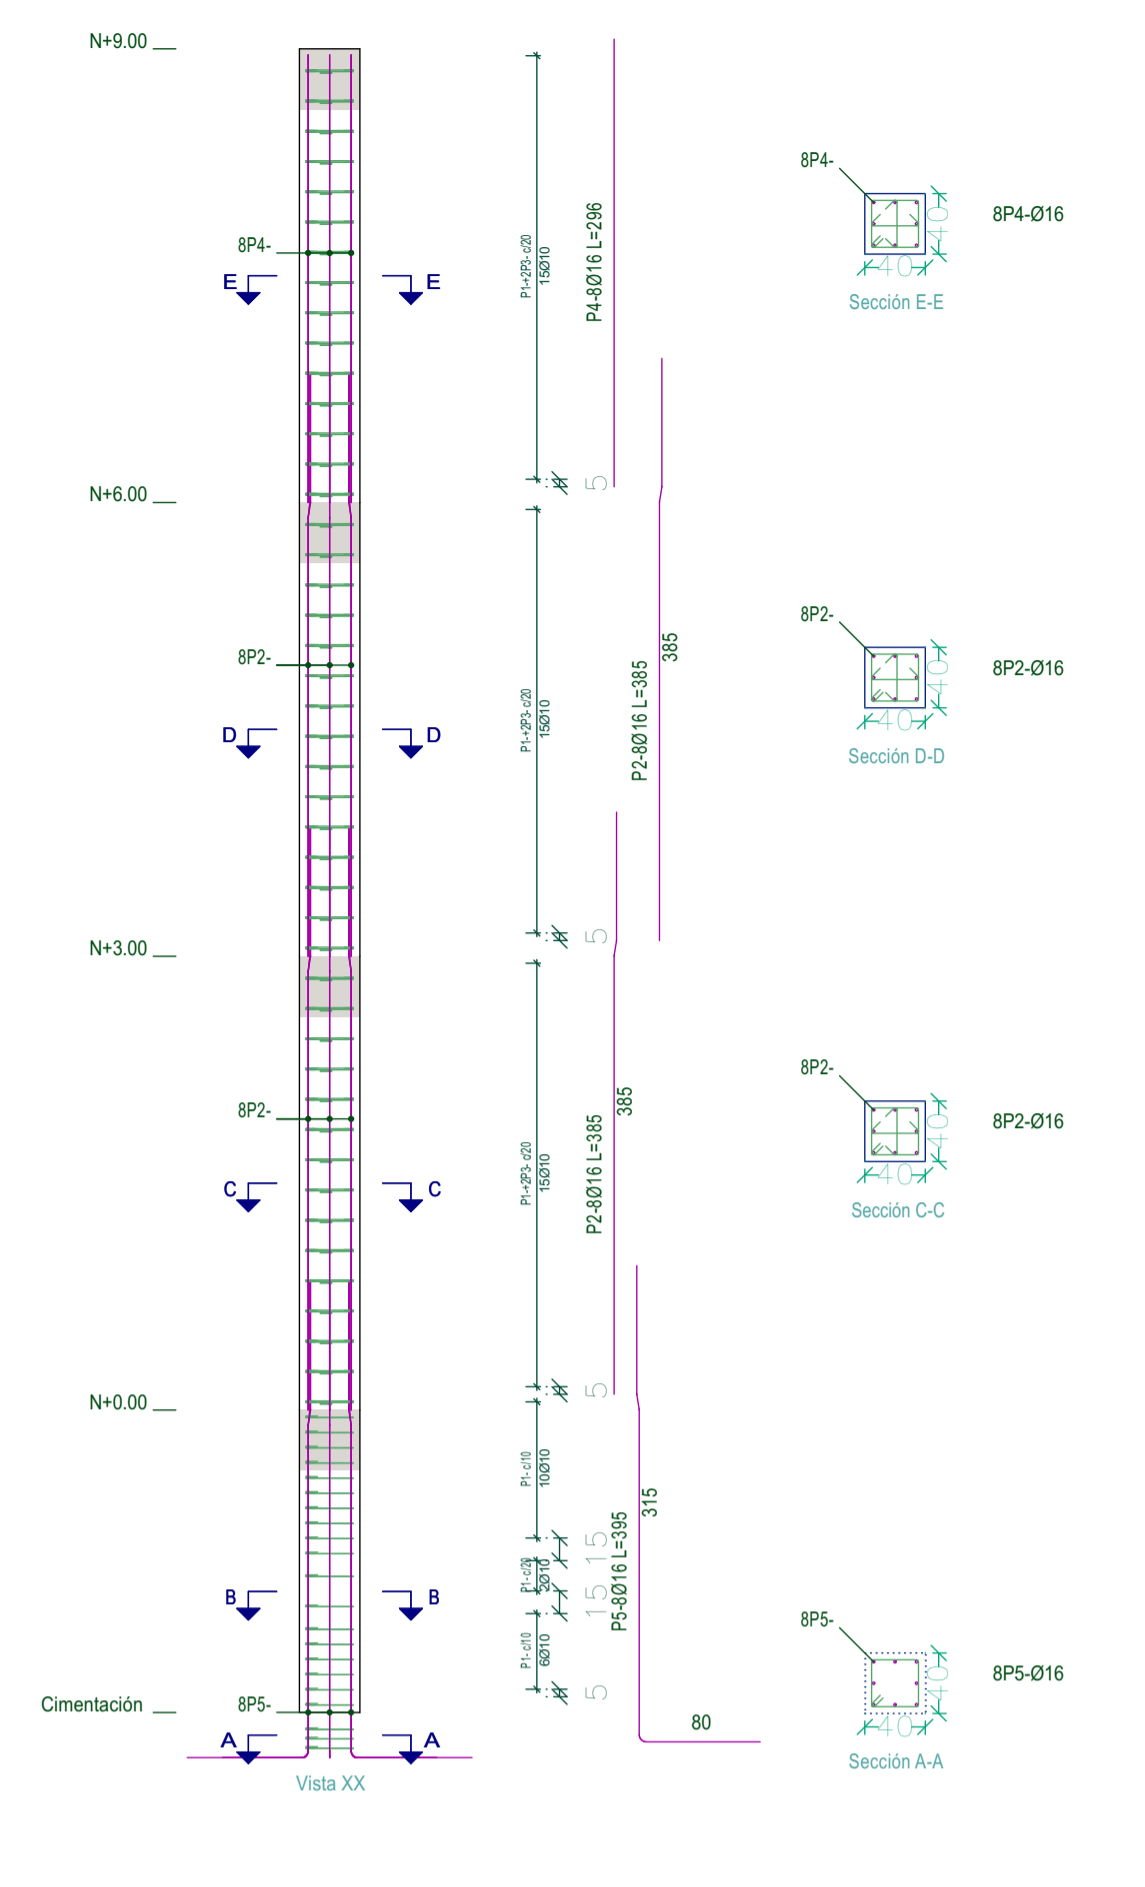 N+9.00
8P4-
E
E
P1-+2P3- c/20
15Ø10
P4-8Ø16 L=296
5
8P4-
40
40
8P4-Ø16
Sección E-E
N+6.00
8P2-
D
D
P1-+2P3- c/20
15Ø10
P2-8Ø16 L=385
385
5
8P2-
40
40
8P2-Ø16
Sección D-D
N+3.00
8P2-
C
C
P1-+2P3- c/20
15Ø10
P2-8Ø16 L=385
385
5
8P2-
40
40
8P2-Ø16
Sección C-C
N+0.00
P1- c/10
10Ø10
15
P1- c/20
2Ø10
15
P1- c/10
6Ø10
5
P5-8Ø16 L=395
315
80
B
B
Cimentación
8P5-
A
A
Vista XX
8P5-
40
40
8P5-Ø16
Sección A-A